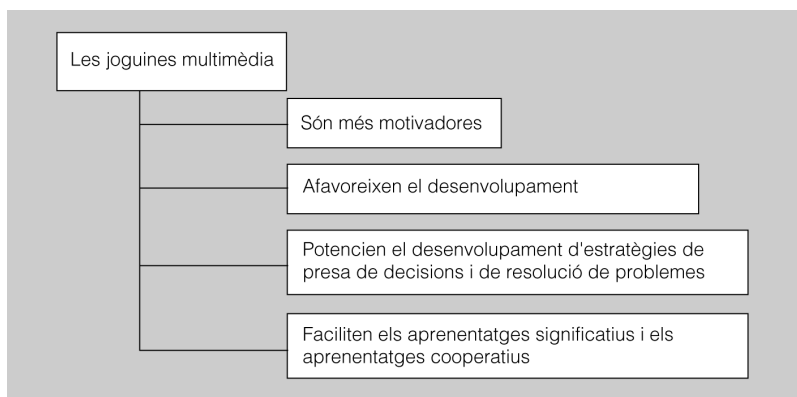 Les joguines multimèdia
Són més motivadores
Afavoreixen el desenvolupament
Potencien el desenvolupament d'estratègies de
presa de decisions i de resolució de problemes
Faciliten els aprenentatges significatius i els
aprenentatges cooperatius